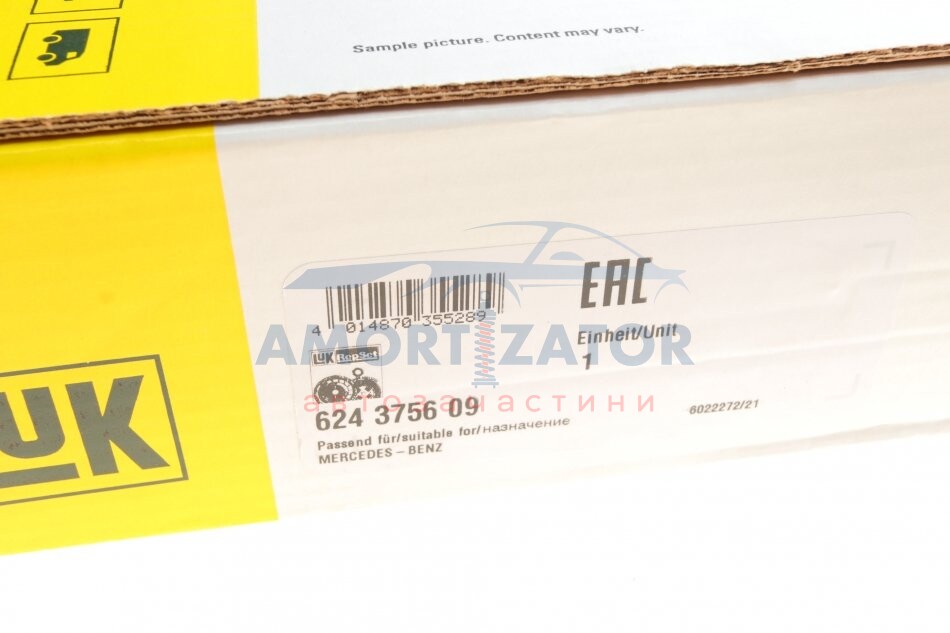 Sample picture. Content may vary.
4 014870 355289
EAC
Einheit/Unit
1
AMORTIZATOR
автозапчастини
LuK RepSet
624 3756 09
Passend für/suitable for/назначение
MERCEDES – BENZ
6022272/21
LUK